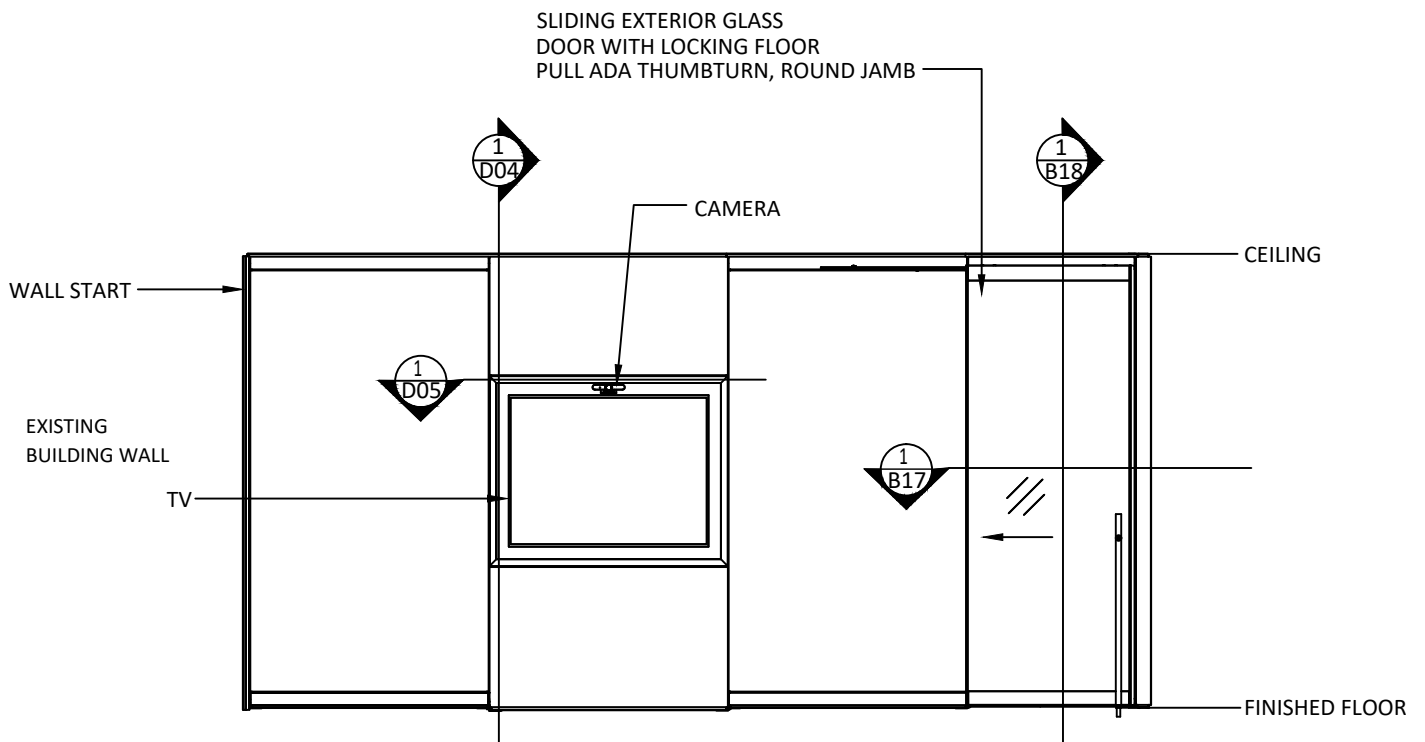 SLIDING EXTERIOR GLASS
DOOR WITH LOCKING FLOOR
PULL ADA THUMBTURN, ROUND JAMB
1
D04
1
B18
CAMERA
CEILING
WALL START
1
D05
EXISTING
BUILDING WALL
1
B17
TV
FINISHED FLOOR